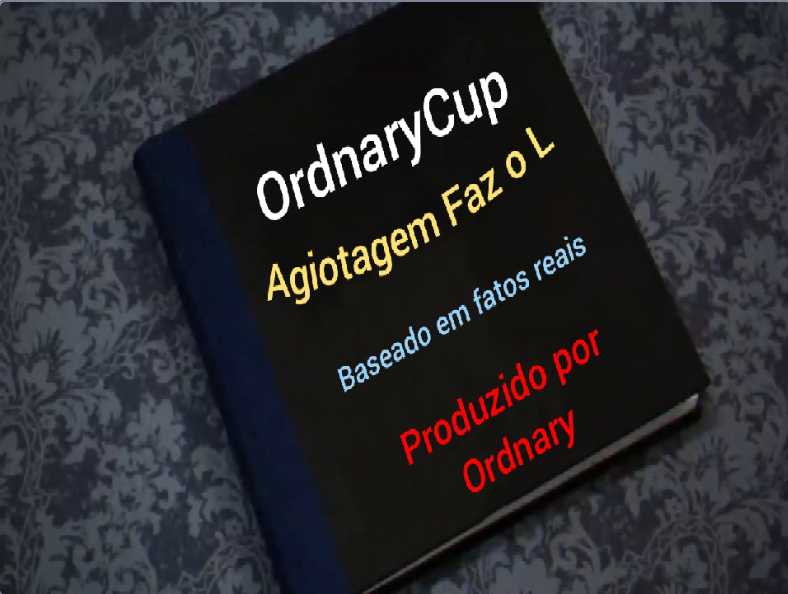 OrdnaryCup
Agiotagem Faz o L
Baseado em fatos reais
Produzido por
Ordnary